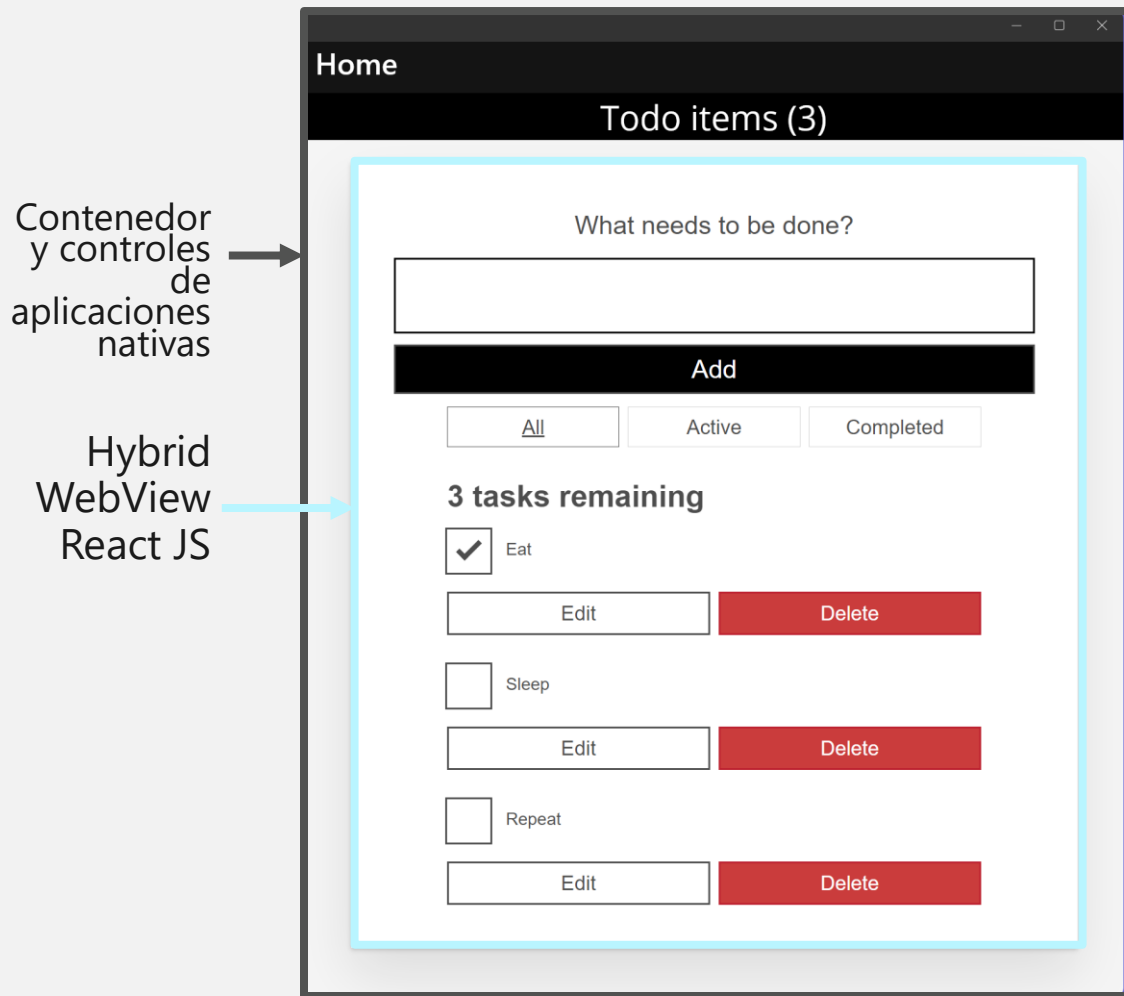 Home
Todo items (3)
Contenedor
y controles
de
aplicaciones
nativas
Hybrid
WebView
React JS
What needs to be done?
Add
All Active Completed
3 tasks remaining
Eat
Edit Delete
Sleep
Edit Delete
Repeat
Edit Delete